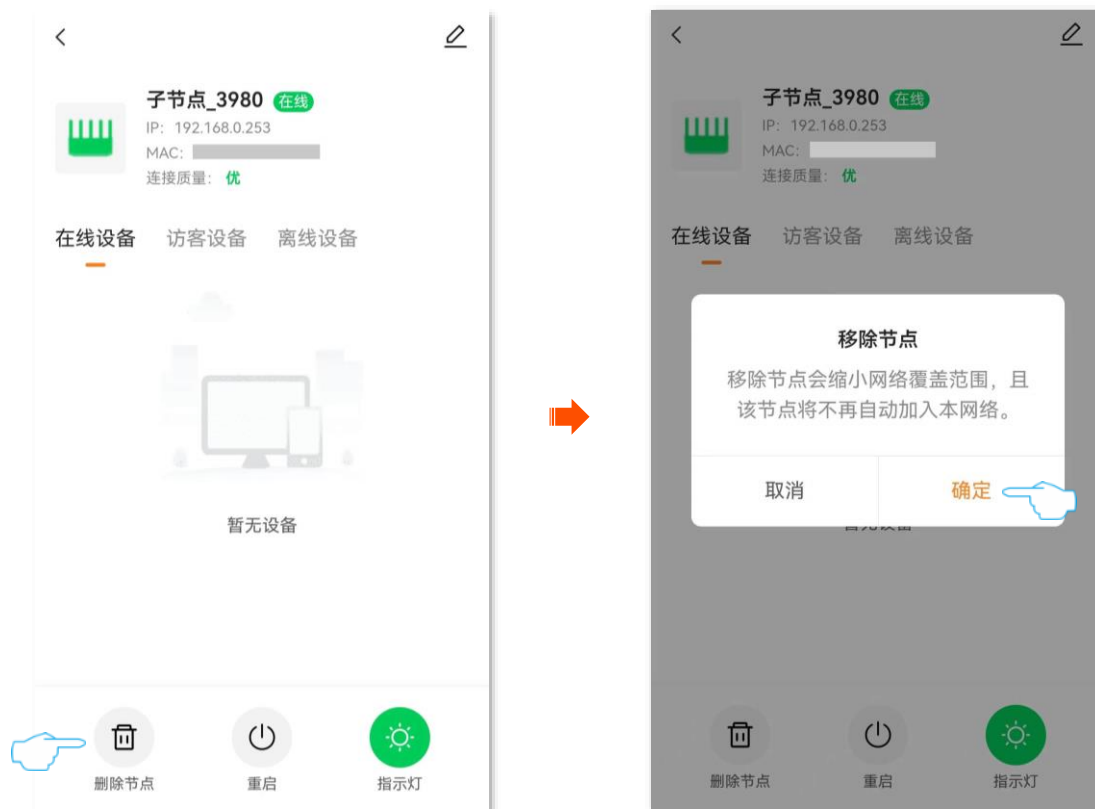 子节点_3980 在线
IP: 192.168.0.253
MAC:
连接质量: 优
在线设备 访客设备 离线设备
暂无设备
删除节点 重启 指示灯
子节点_3980 在线
IP: 192.168.0.253
MAC:
连接质量: 优
在线设备 访客设备 离线设备
移除节点
移除节点会缩小网络覆盖范围，且
该节点将不再自动加入本网络。
取消 确定
删除节点 重启 指示灯